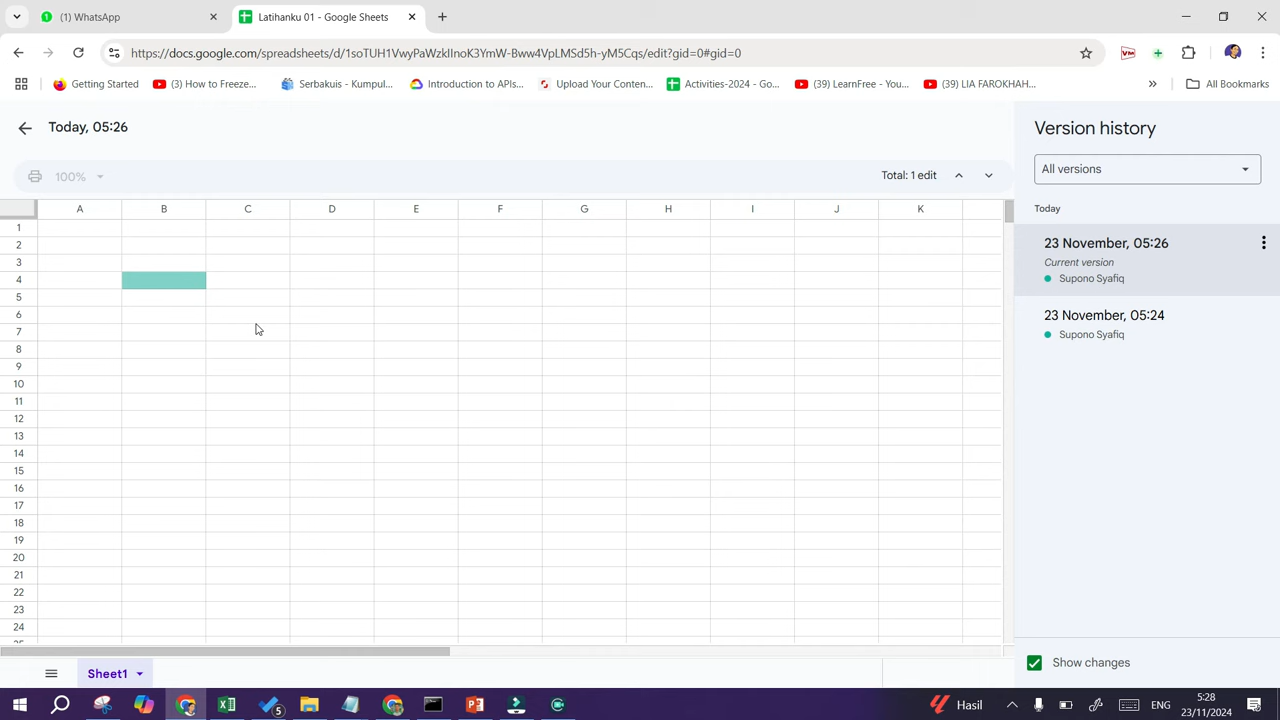 (1) WhatsApp
Latihanku 01 - Google Sheets
https://docs.google.com/spreadsheets/d/1soTUH1VwyPaWzkIInoK3YmW-Bww4VpLMSd5h-yM5Cqs/edit?gid=0#gid=0
VM
Getting Started
(3) How to Freeze...
Serbakuis - Kumpul...
Introduction to APIs...
Upload Your Conten...
Activities-2024 - Go...
(39) LearnFree - You...
(39) LIA FAROKHAH...
All Bookmarks
Today, 05:26
100%
Total: 1 edit
A B C D E F G H I J K
1
2
3
4
5
6
7
8
9
10
11
12
13
14
15
16
17
18
19
20
21
22
23
24
25
Sheet1
Version history
All versions
Today
23 November, 05:26
Current version
Supono Syafiq
23 November, 05:24
Supono Syafiq
Show changes
5
Hasil
ENG
5:28
23/11/2024